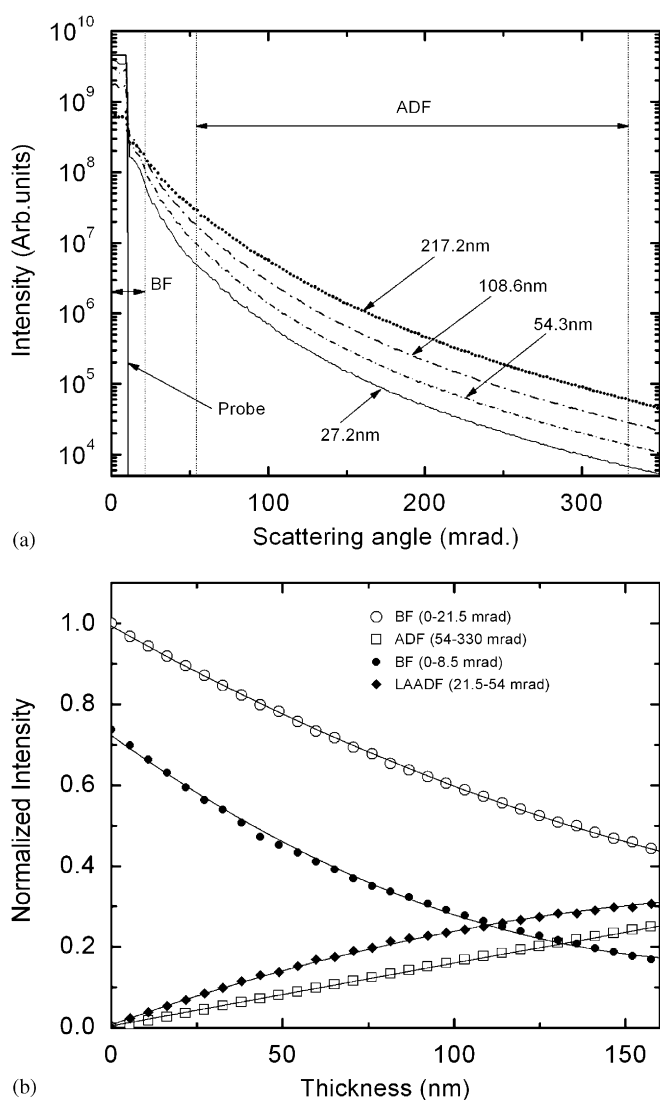 10^10
10^9
10^8
10^7
10^6
10^5
10^4
Intensity (Arb.units)
ADF
BF
217.2nm
108.6nm
54.3nm
Probe
27.2nm
0
100
200
300
Scattering angle (mrad.)
(a)
1.0
0.8
0.6
0.4
0.2
0.0
Normalized Intensity
BF (0-21.5 mrad)
ADF (54-330 mrad)
BF (0-8.5 mrad)
LAADF (21.5-54 mrad)
0
50
100
150
Thickness (nm)
(b)